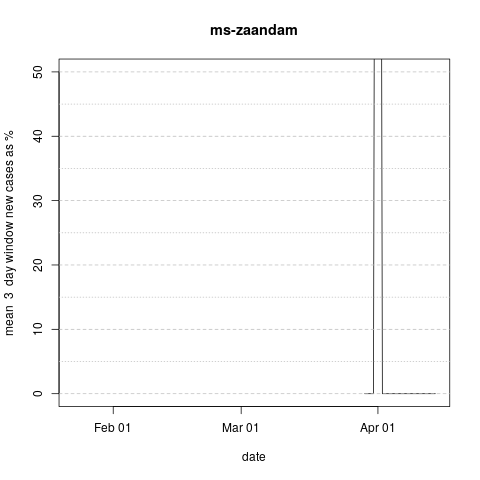 ms-zaandam
mean 3 day window new cases as %
50
40
30
20
10
0
Feb 01
Mar 01
Apr 01
date